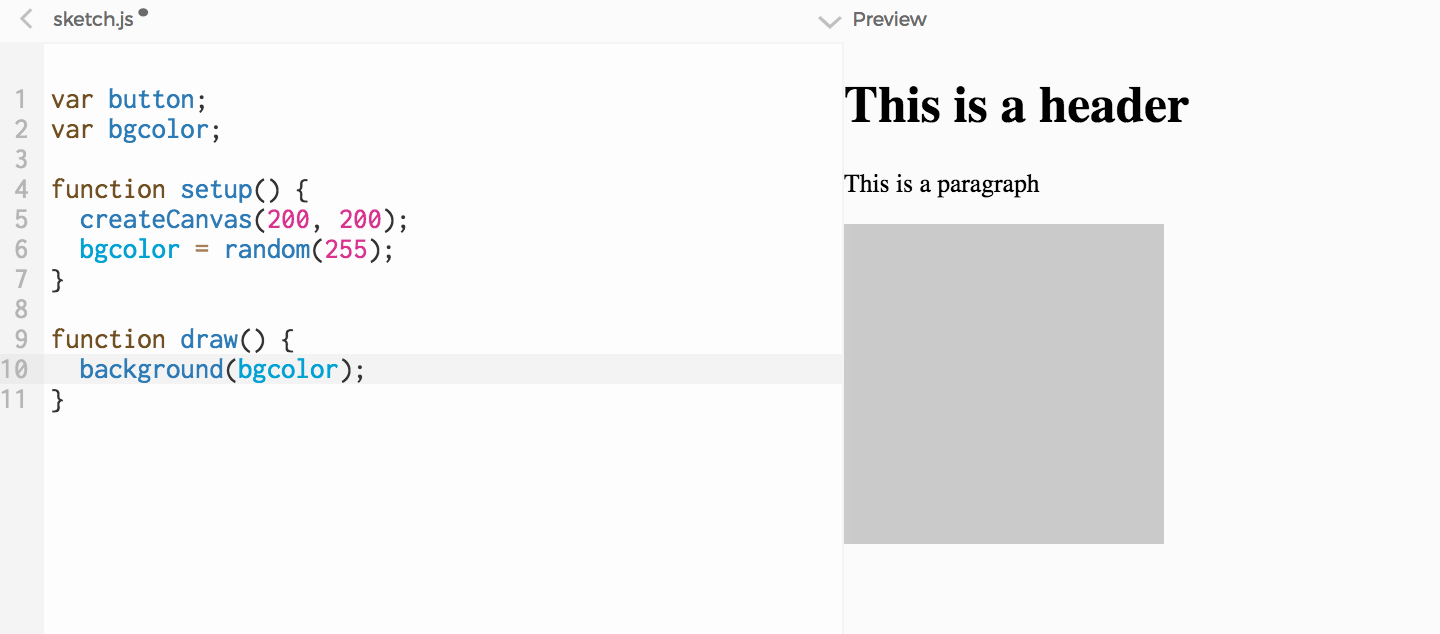 sketch.js
Preview
1 var button;
2 var bgcolor;
3
4 function setup() {
5   createCanvas(200, 200);
6   bgcolor = random(255);
7 }
8
9 function draw() {
10   background(bgcolor);
11 }
This is a header
This is a paragraph